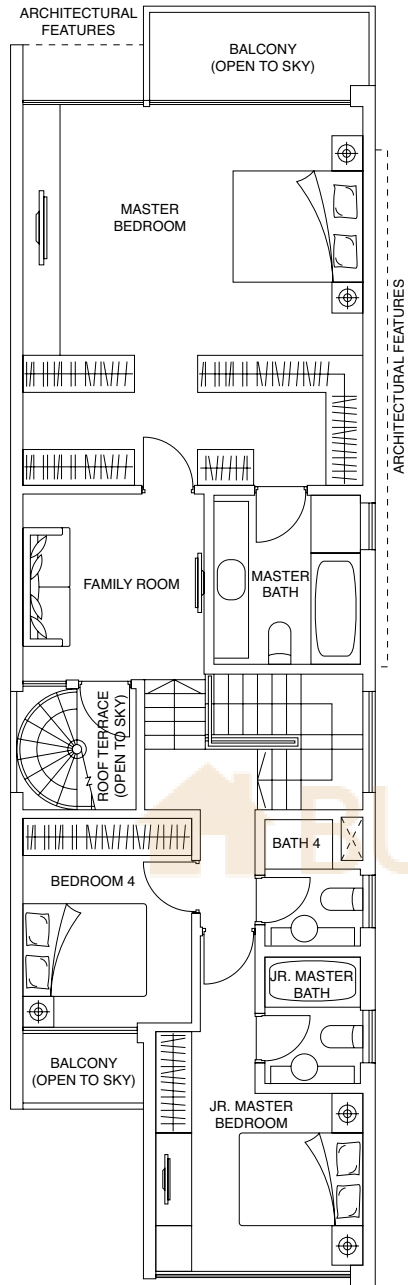 ARCHITECTURAL
FEATURES
BALCONY
(OPEN TO SKY)
MASTER
BEDROOM
ARCHITECTURAL FEATURES
FAMILY ROOM
MASTER
BATH
ROOF TERRACE
(OPEN TO SKY)
BATH 4
BEDROOM 4
JR. MASTER
BATH
BALCONY
(OPEN TO SKY)
JR. MASTER
BEDROOM